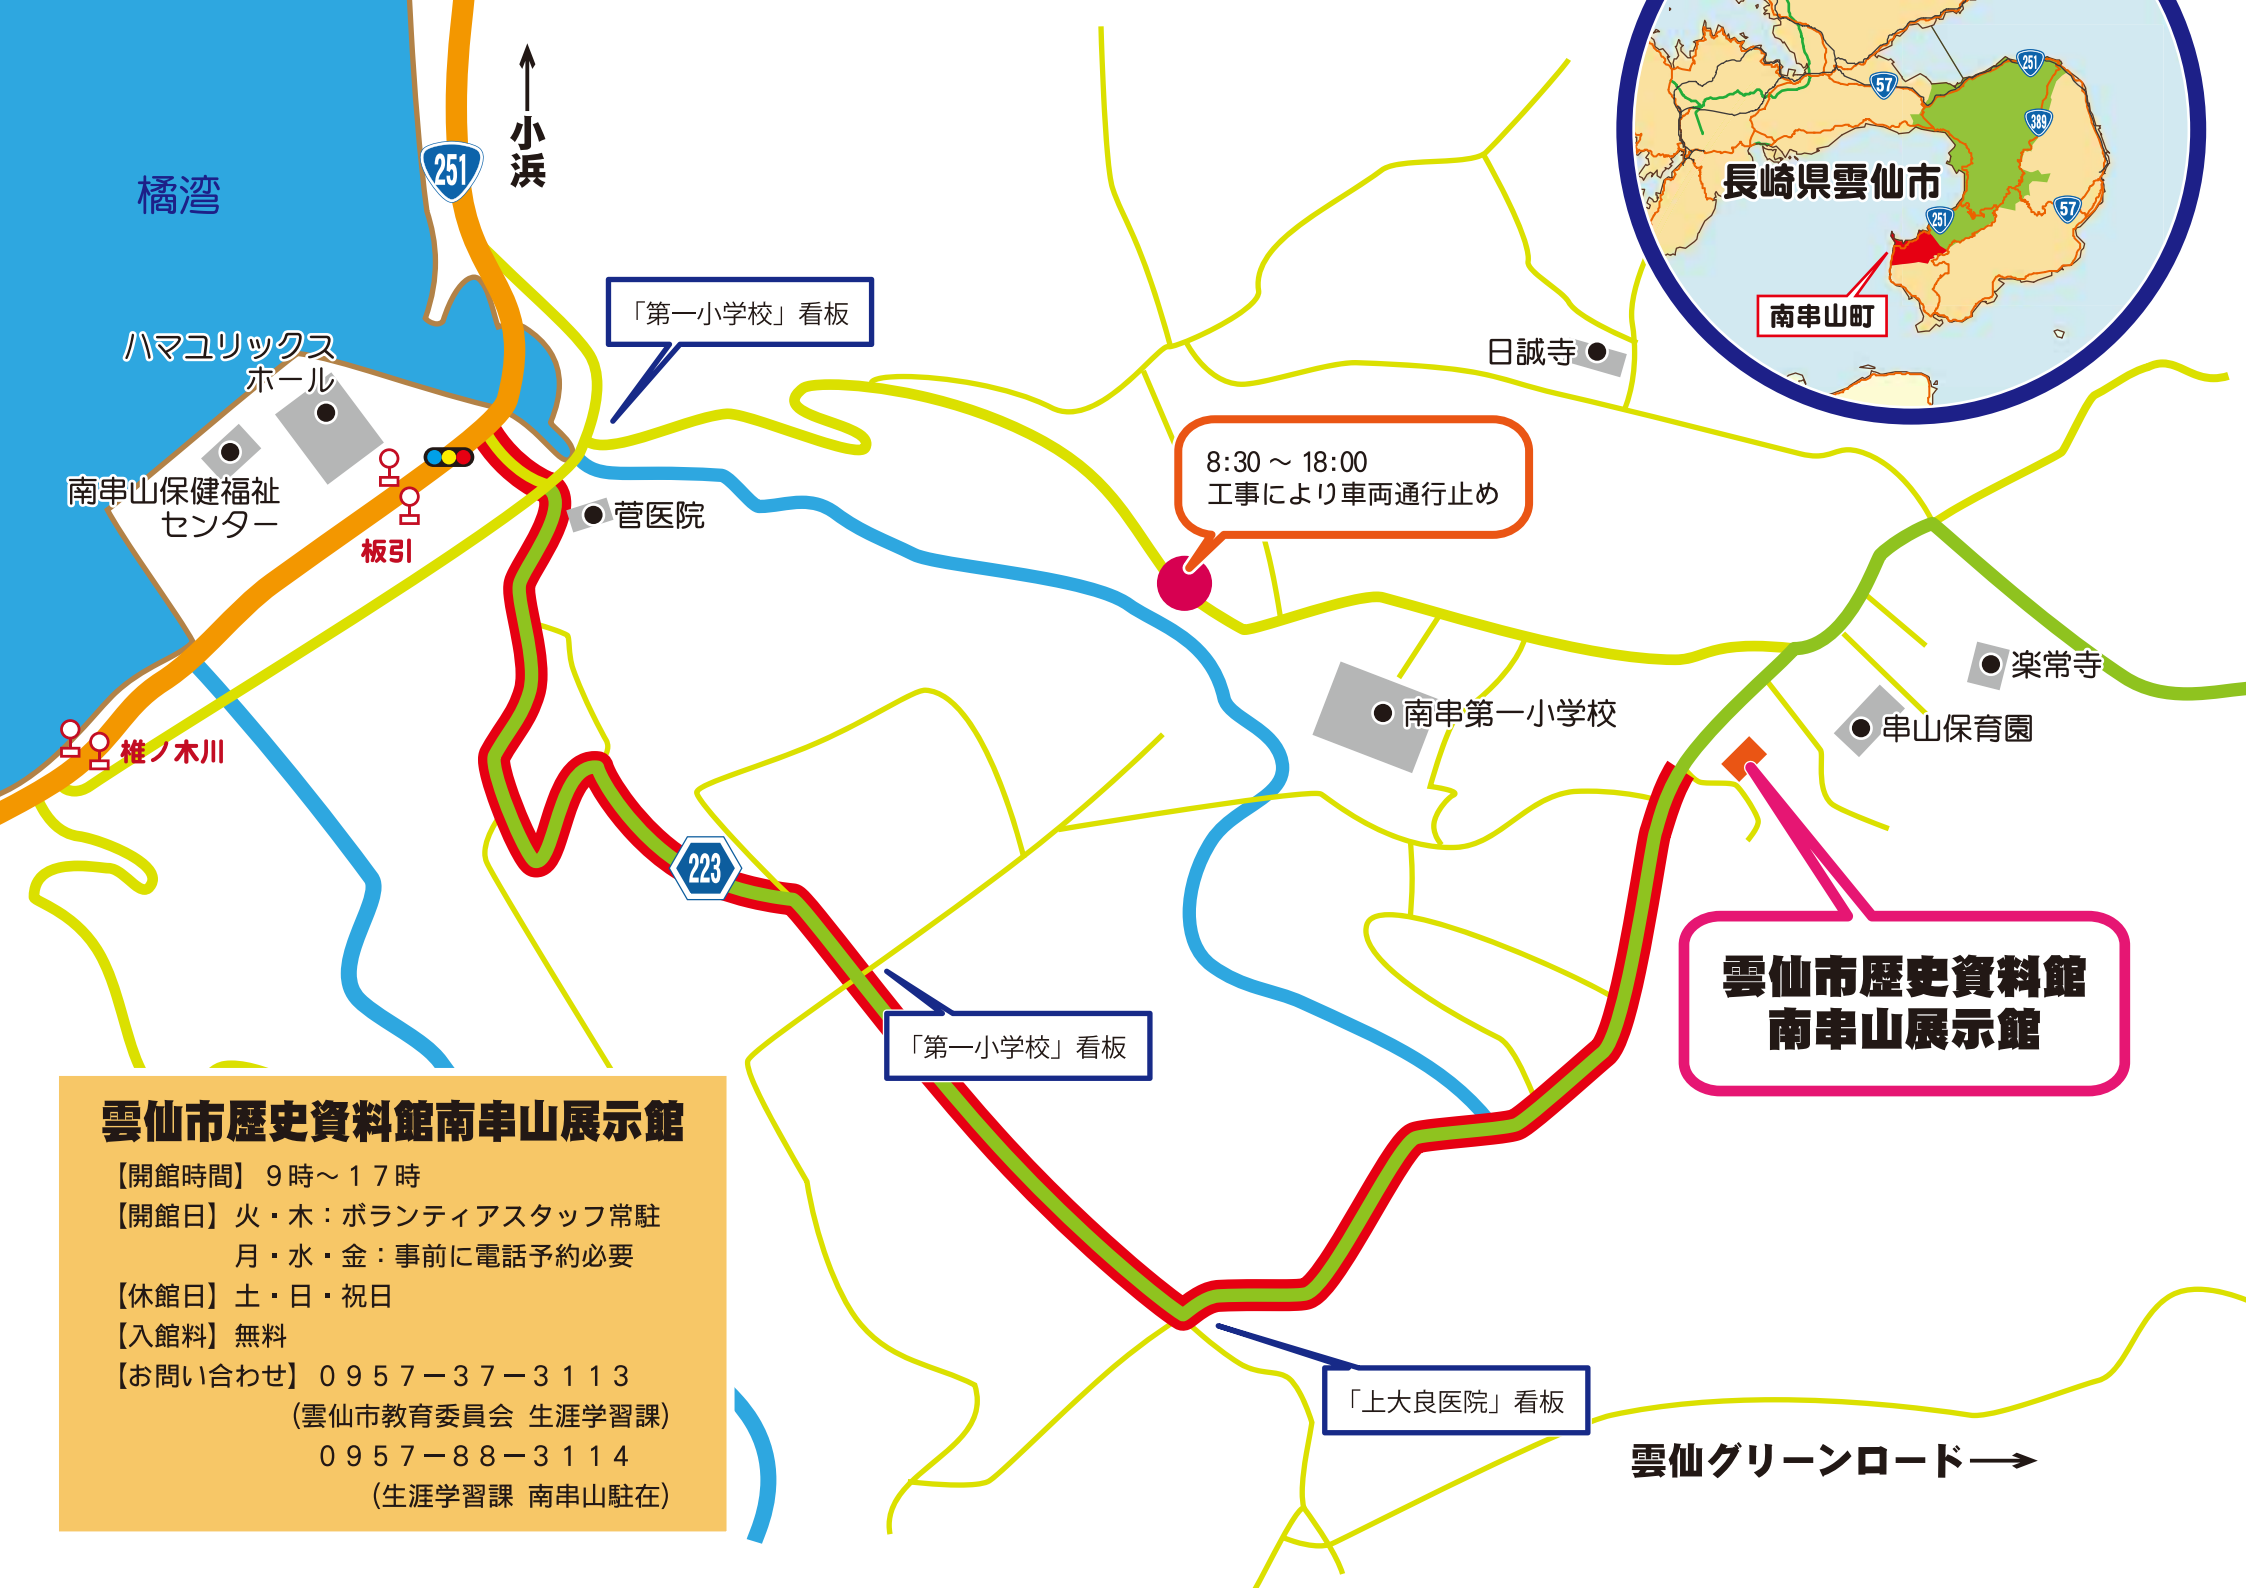 251
小浜
橘湾
「第一小学校」看板
ハマユリックス
ホール
南串山保健福祉
センター
板引
菅医院
椎ノ木川
8:30 ～ 18:00
工事により車両通行止め
日誠寺
57
251
389
長崎県雲仙市
251
57
南串山町
南串第一小学校
楽常寺
串山保育園
223
雲仙市歴史資料館
南串山展示館
「第一小学校」看板
「上大良医院」看板
雲仙グリーンロード
雲仙市歴史資料館南串山展示館
【開館時間】９時～１７時
【開館日】火・木：ボランティアスタッフ常駐
月・水・金：事前に電話予約必要
【休館日】土・日・祝日
【入館料】無料
【お問い合わせ】０９５７－３７－３１１３
（雲仙市教育委員会 生涯学習課）
０９５７－８８－３１１４
（生涯学習課 南串山駐在）